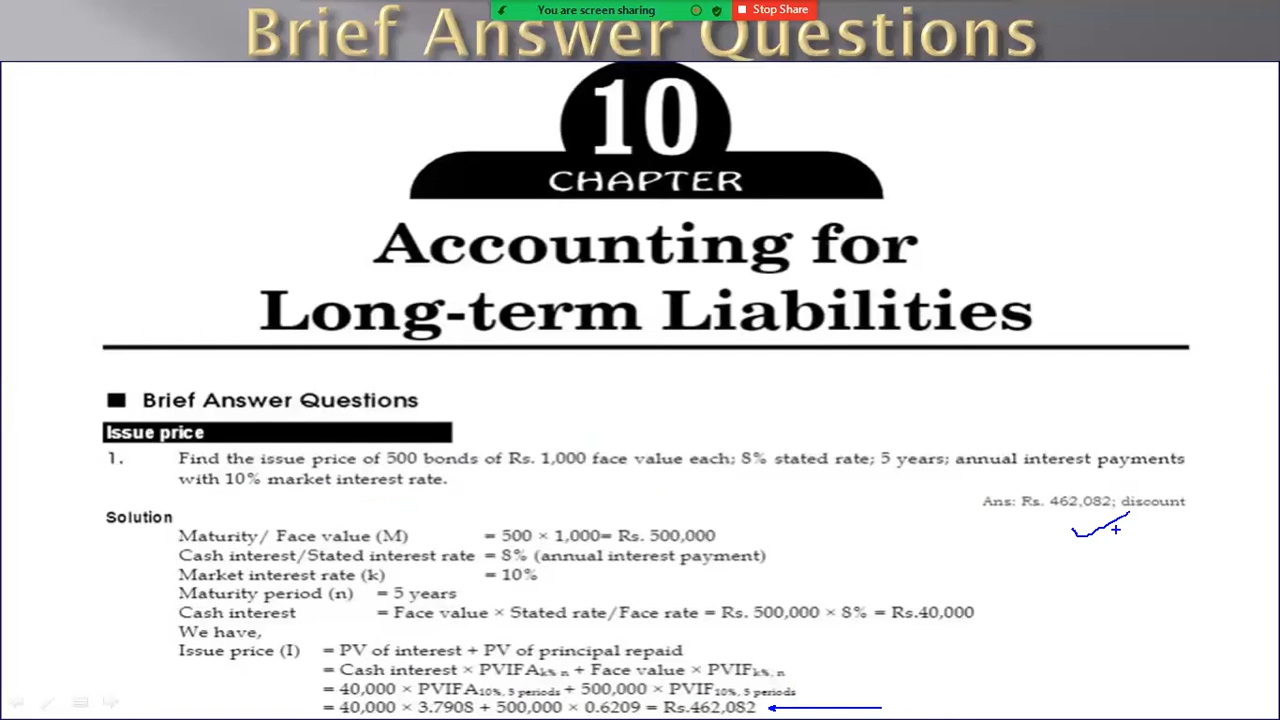 You are screen sharing
Stop Share
Brief Answer Questions
10
CHAPTER
Accounting for
Long-term Liabilities
Brief Answer Questions
Issue price
1. Find the issue price of 500 bonds of Rs. 1,000 face value each; 8% stated rate; 5 years; annual interest payments
with 10% market interest rate.
Ans: Rs. 462,082; discount
Solution
Maturity/ Face value (M) = 500 × 1,000= Rs. 500,000
Cash interest/Stated interest rate = 8% (annual interest payment)
Market interest rate (k) = 10%
Maturity period (n) = 5 years
Cash interest = Face value × Stated rate/Face rate = Rs. 500,000 × 8% = Rs.40,000
We have,
Issue price (I) = PV of interest + PV of principal repaid
= Cash interest × PVIFAk% n + Face value × PVIFk%, n
= 40,000 × PVIFA10%, 5 periods + 500,000 × PVIF10%, 5 periods
= 40,000 × 3.7908 + 500,000 × 0.6209 = Rs.462,082